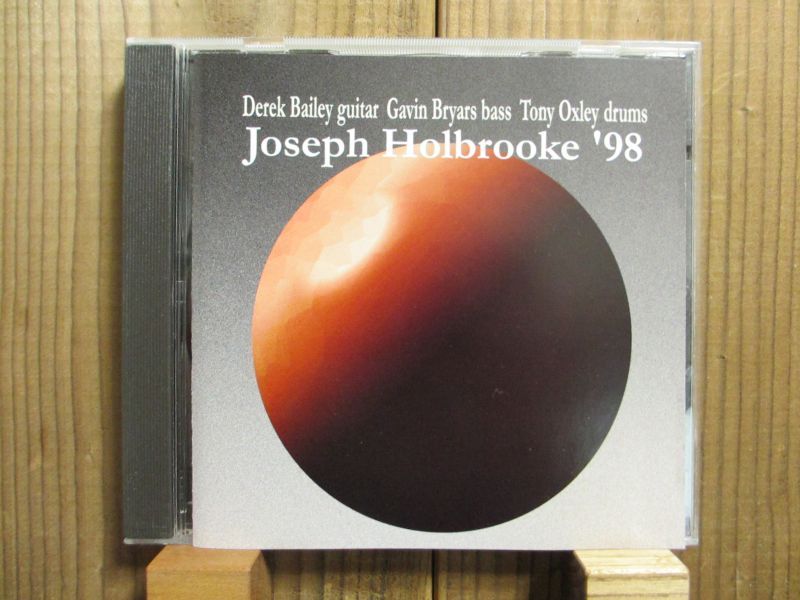 Derek Bailey guitar Gavin Bryars bass Tony Oxley drums
Joseph Holbrooke '98